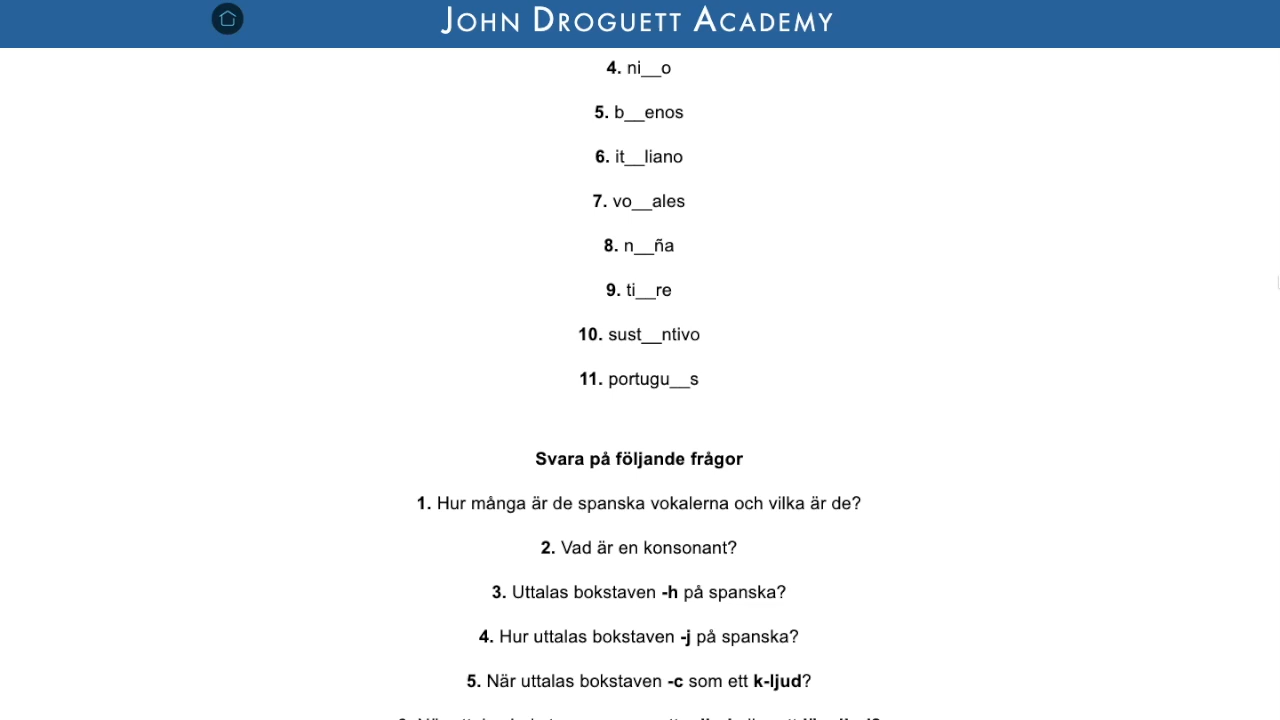 JOHN DROGUETT ACADEMY
4. ni__o
5. b__enos
6. it__liano
7. vo__ales
8. n__ña
9. ti__re
10. sust__ntivo
11. portugu__s
Svara på följande frågor
1. Hur många är de spanska vokalerna och vilka är de?
2. Vad är en konsonant?
3. Uttalas bokstaven -h på spanska?
4. Hur uttalas bokstaven -j på spanska?
5. När uttalas bokstaven -c som ett k-ljud?